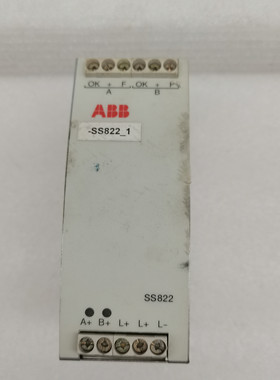 OK + F OK + F
A B
ABB
-SS822_1
SS822
A+ B+ L+ L+ L-